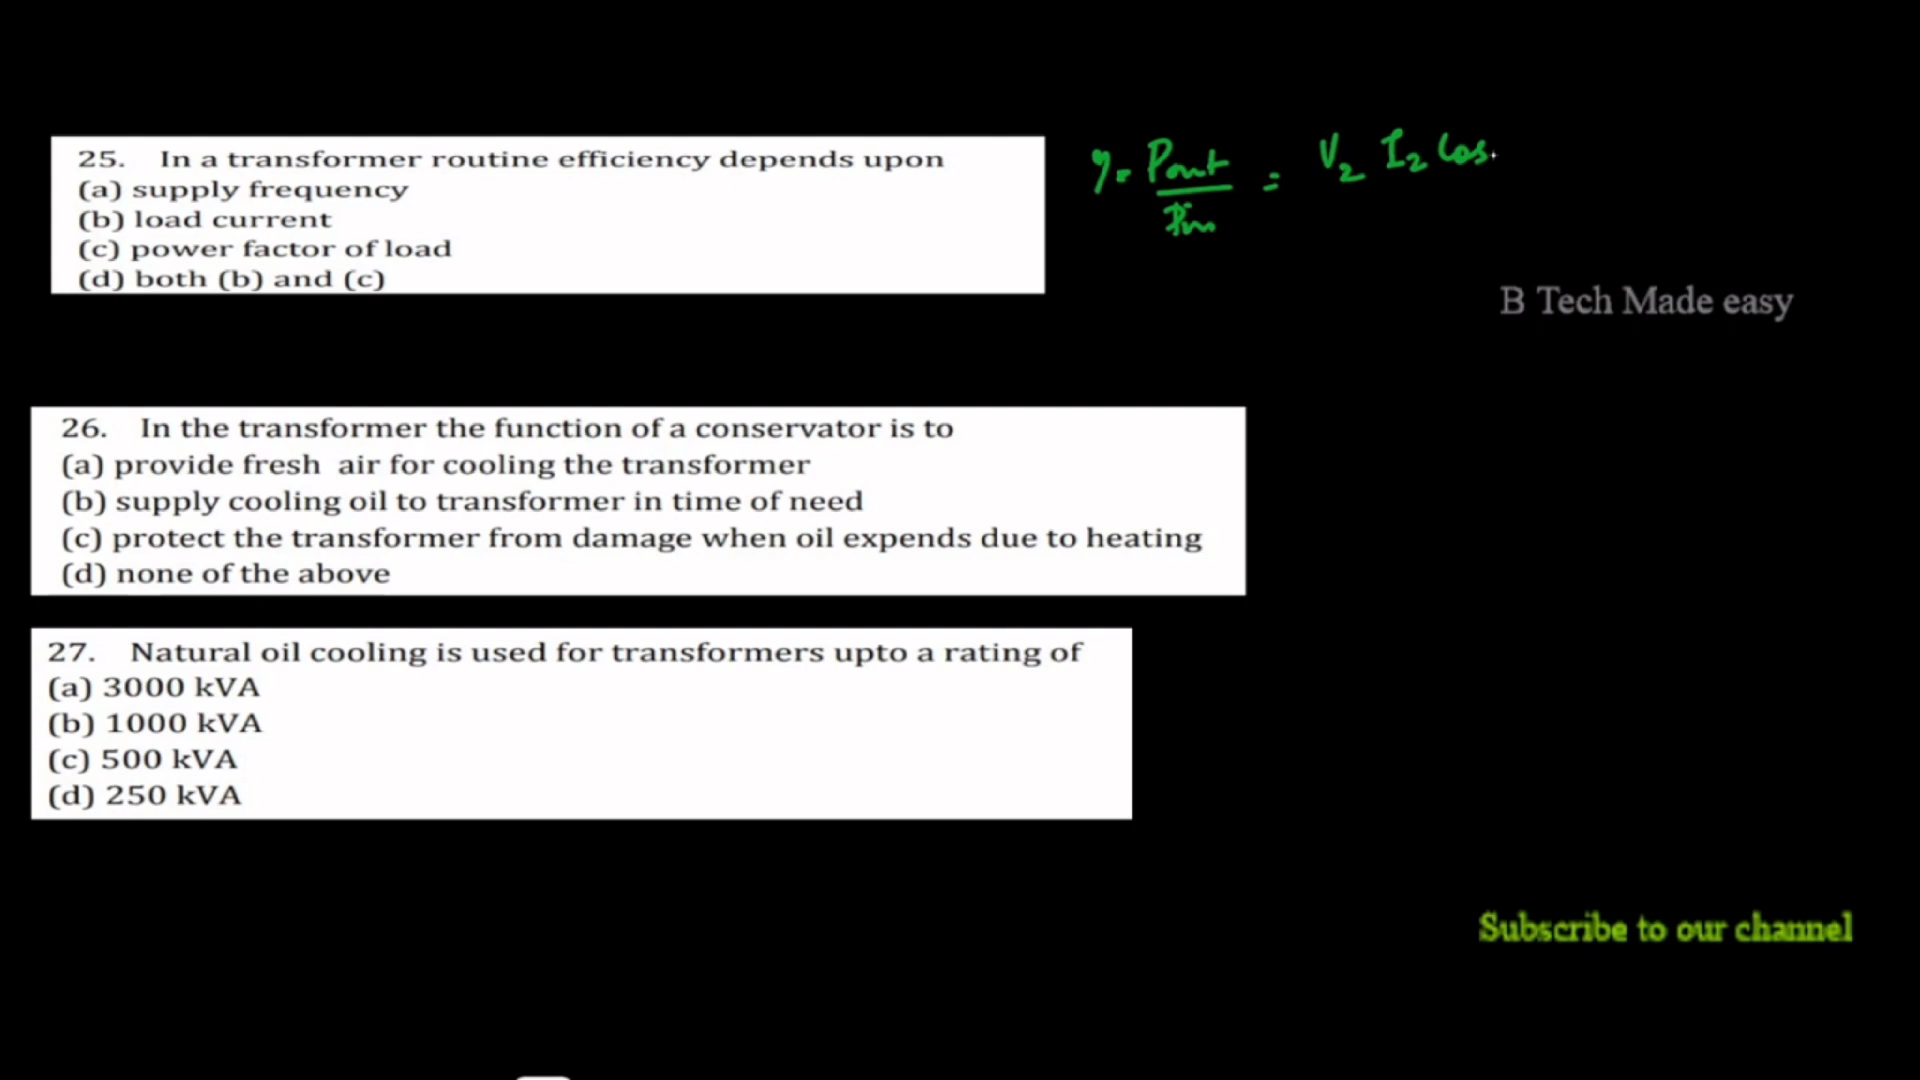 25. In a transformer routine efficiency depends upon
(a) supply frequency
(b) load current
(c) power factor of load
(d) both (b) and (c)
η = Pout / Pin = V2 I2 Cos
B Tech Made easy
26. In the transformer the function of a conservator is to
(a) provide fresh air for cooling the transformer
(b) supply cooling oil to transformer in time of need
(c) protect the transformer from damage when oil expends due to heating
(d) none of the above
27. Natural oil cooling is used for transformers upto a rating of
(a) 3000 kVA
(b) 1000 kVA
(c) 500 kVA
(d) 250 kVA
Subscribe to our channel